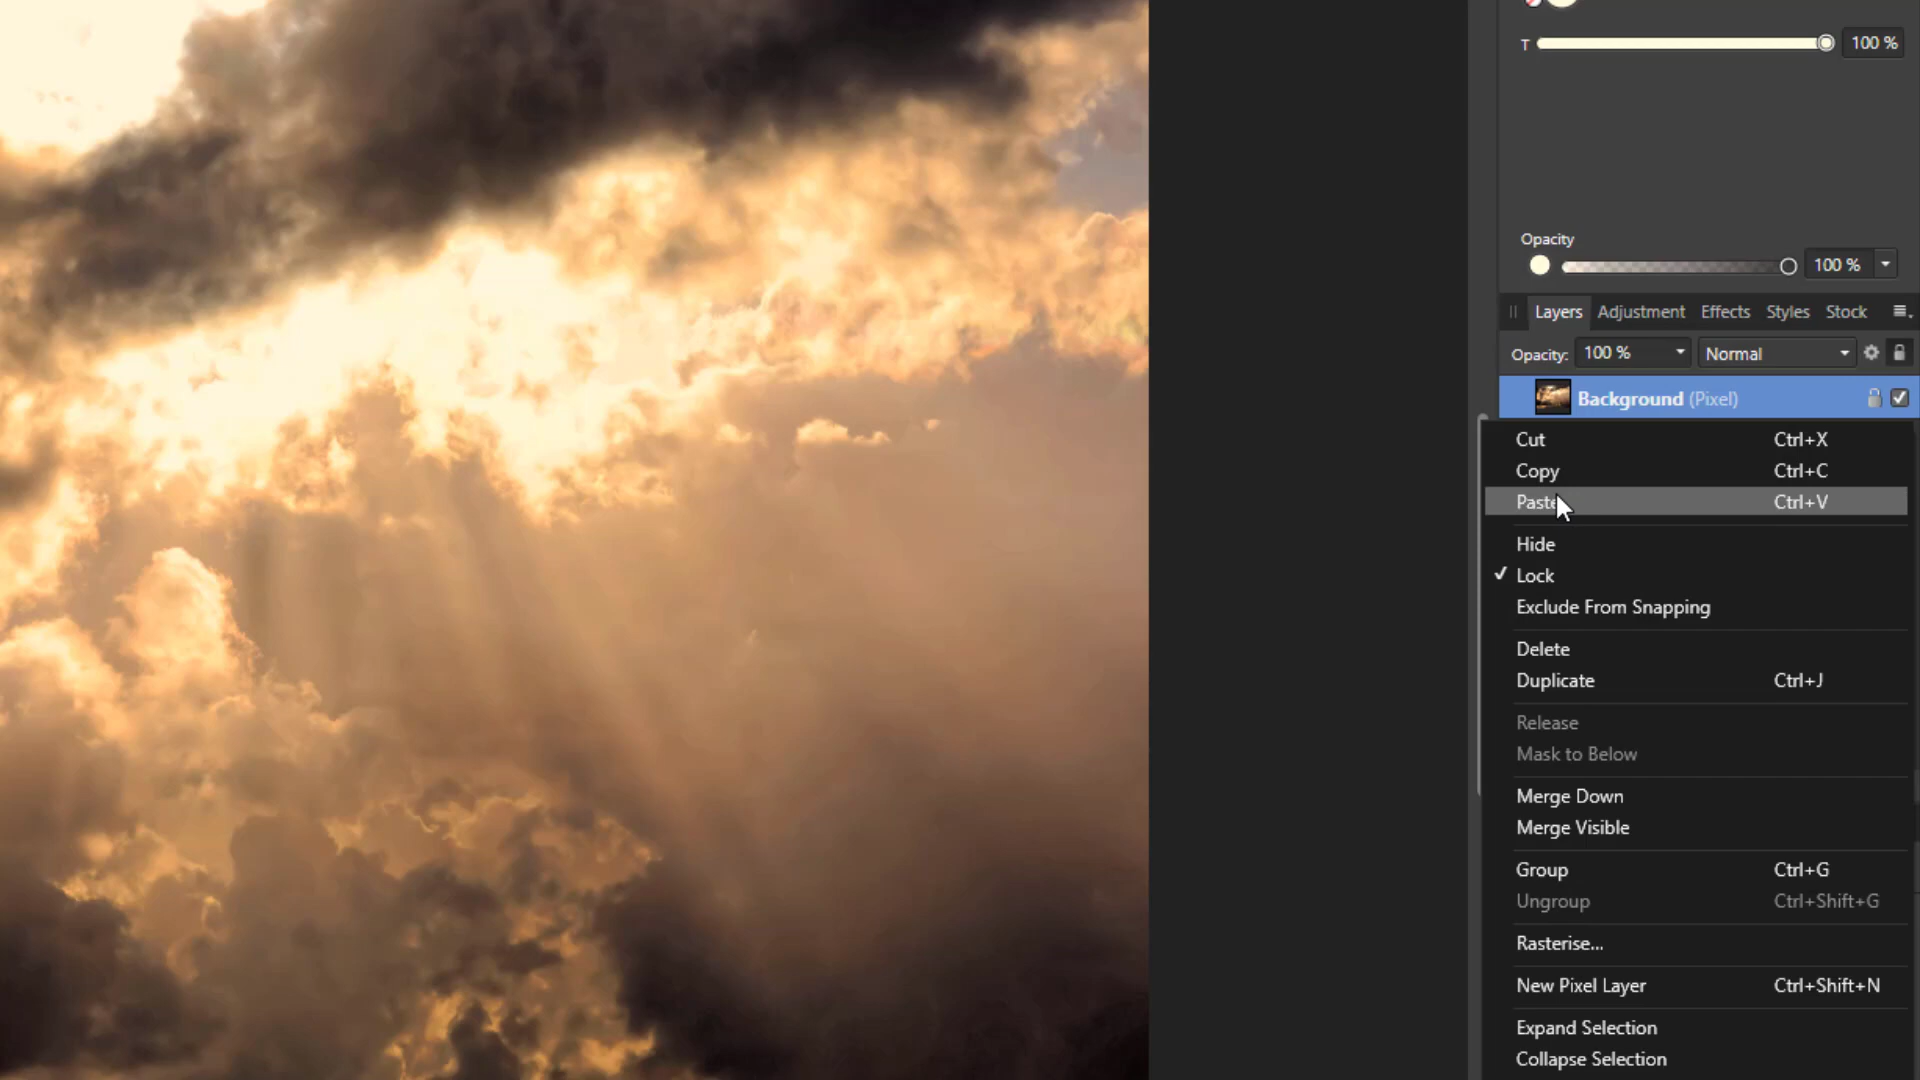 T 100 %
Opacity
100 %
Layers Adjustment Effects Styles Stock
Opacity: 100 % Normal
Background (Pixel)
Cut Ctrl+X
Copy Ctrl+C
Paste Ctrl+V
Hide
Lock
Exclude From Snapping
Delete
Duplicate Ctrl+J
Release
Mask to Below
Merge Down
Merge Visible
Group Ctrl+G
Ungroup Ctrl+Shift+G
Rasterise...
New Pixel Layer Ctrl+Shift+N
Expand Selection
Collapse Selection